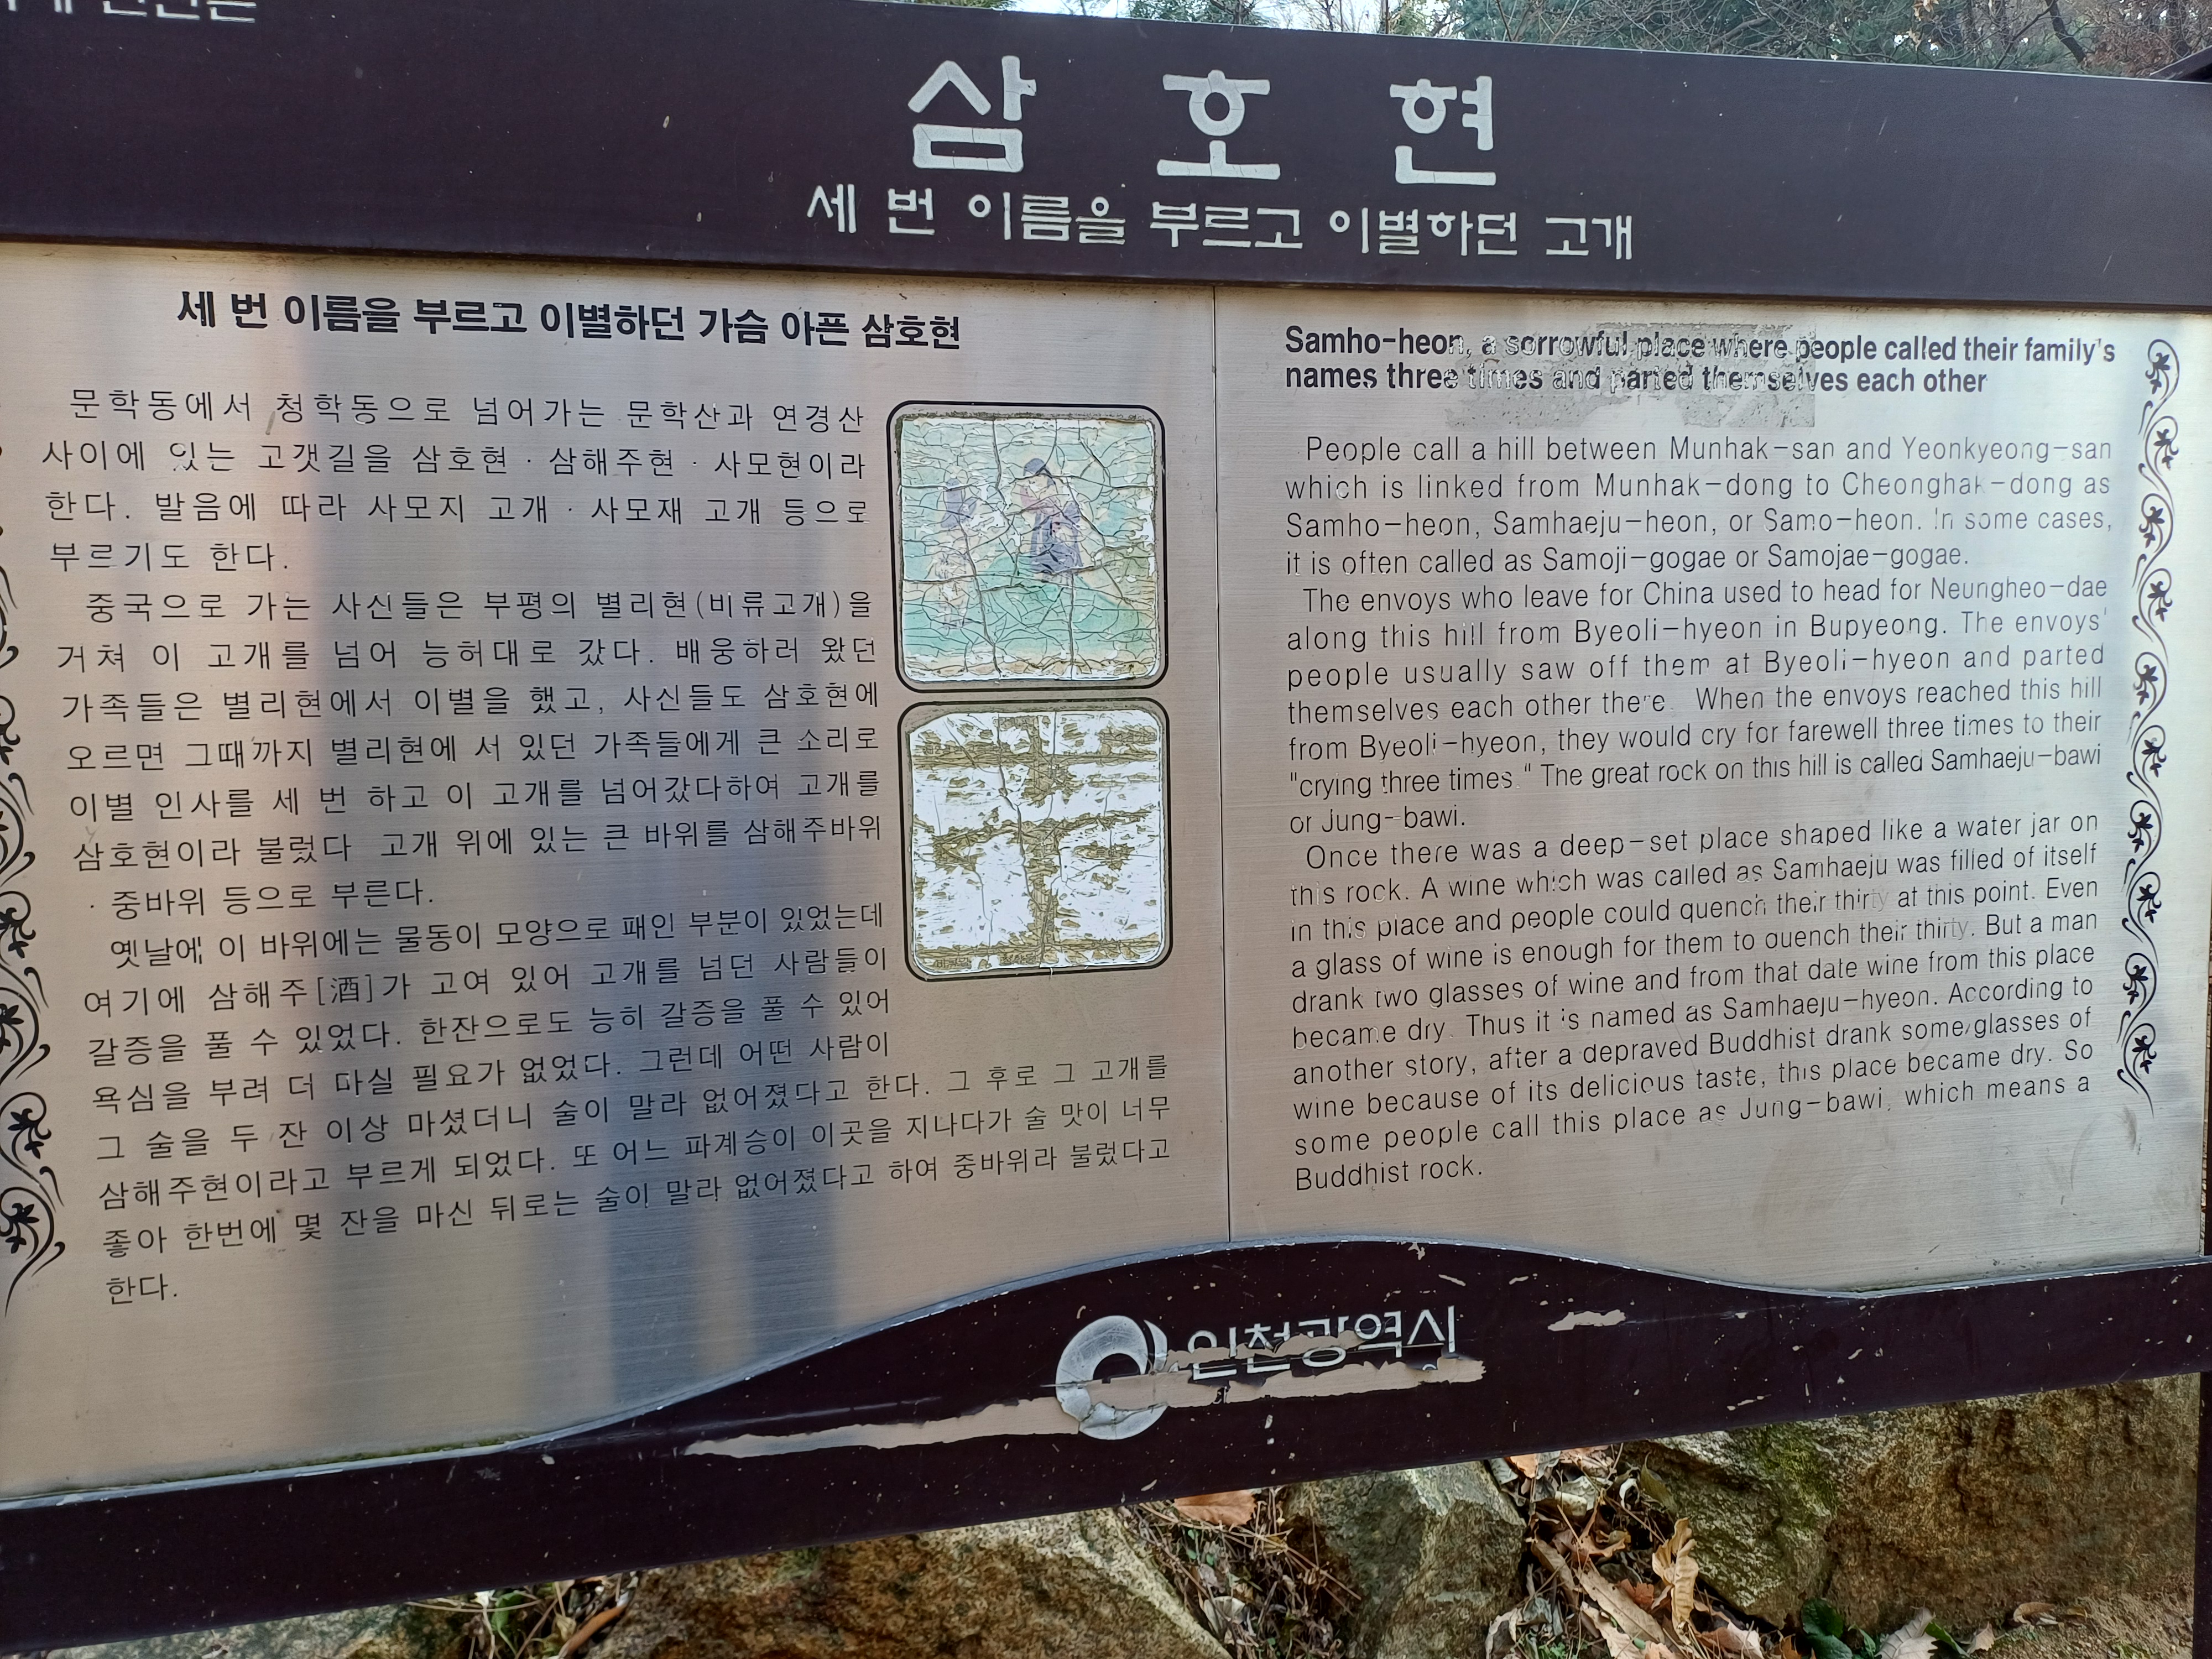 삼호현
세 번 이름을 부르고 이별하던 고개
세 번 이름을 부르고 이별하던 가슴 아픈 삼호현
문학동에서 청학동으로 넘어가는 문학산과 연경산
사이에 있는 고갯길을 삼호현 · 삼해주현 · 사모현이라
한다. 발음에 따라 사모지 고개 · 사모재 고개 등으로
부르기도 한다.
중국으로 가는 사신들은 부평의 별리현(비류고개)을
거쳐 이 고개를 넘어 능허대로 갔다. 배웅하러 왔던
가족들은 별리현에서 이별을 했고, 사신들도 삼호현에
오르면 그때까지 별리현에 서 있던 가족들에게 큰 소리로
이별 인사를 세 번 하고 이 고개를 넘어갔다하여 고개를
삼호현이라 불렀다 고개 위에 있는 큰 바위를 삼해주바위
· 중바위 등으로 부른다.
옛날에 이 바위에는 물동이 모양으로 패인 부분이 있었는데
여기에 삼해주[酒]가 고여 있어 고개를 넘던 사람들이
갈증을 풀 수 있었다. 한잔으로도 능히 갈증을 풀 수 있어
욕심을 부려 더 마실 필요가 없었다. 그런데 어떤 사람이
그 술을 두 잔 이상 마셨더니 술이 말라 없어졌다고 한다. 그 후로 그 고개를
삼해주현이라고 부르게 되었다. 또 어느 파계승이 이곳을 지나다가 술 맛이 너무
좋아 한번에 몇 잔을 마신 뒤로는 술이 말라 없어졌다고 하여 중바위라 불렀다고
한다.
Samho-heon, a sorrowful place where people called their family's
names three times and parted themselves each other
People call a hill between Munhak-san and Yeonkyeong-san
which is linked from Munhak-dong to Cheonghak-dong as
Samho-heon, Samhaeju-heon, or Samo-heon. In some cases,
it is often called as Samoji-gogae or Samojae-gogae.
The envoys who leave for China used to head for Neungheo-dae
along this hill from Byeoli-hyeon in Bupyeong. The envoys'
people usually saw off them at Byeoli-hyeon and parted
themselves each other there. When the envoys reached this hill
from Byeoli-hyeon, they would cry for farewell three times to their
"crying three times." The great rock on this hill is called Samhaeju-bawi
or Jung-bawi.
Once there was a deep-set place shaped like a water jar on
this rock. A wine which was called as Samhaeju was filled of itself
in this place and people could quench their thirty at this point. Even
a glass of wine is enough for them to quench their thirty. But a man
drank two glasses of wine and from that date wine from this place
became dry. Thus it is named as Samhaeju-hyeon. According to
another story, after a depraved Buddhist drank some glasses of
wine because of its delicious taste, this place became dry. So
some people call this place as Jung-bawi, which means a
Buddhist rock.
인천광역시